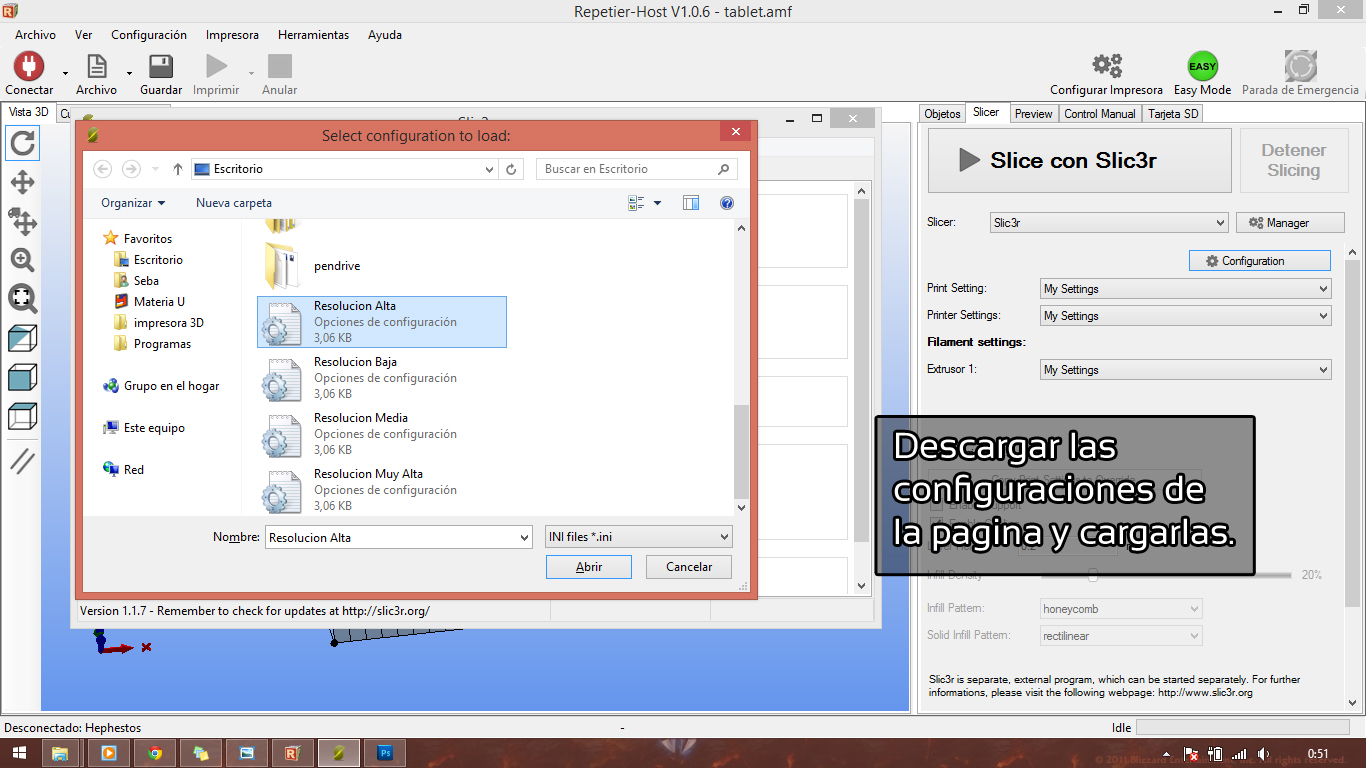 Repetier-Host V1.0.6 - tablet.amf
Archivo Ver Configuración Impresora Herramientas Ayuda
Conectar Archivo Guardar Imprimir Anular
Configurar Impresora Easy Mode Parada de Emergencia
EASY
Vista 3D
Objetos Slicer Preview Control Manual Tarjeta SD
Select configuration to load:
Escritorio
Buscar en Escritorio
Organizar Nueva carpeta
Favoritos
Escritorio
Seba
Materia U
impresora 3D
Programas
Grupo en el hogar
Este equipo
Red
pendrive
Resolucion Alta
Opciones de configuración
3,06 KB
Resolucion Baja
Opciones de configuración
3,06 KB
Resolucion Media
Opciones de configuración
3,06 KB
Resolucion Muy Alta
Opciones de configuración
3,06 KB
Nombre: Resolucion Alta
INI files *.ini
Abrir Cancelar
Version 1.1.7 - Remember to check for updates at http://slic3r.org/
Slice con Slic3r
Detener
Slicing
Slicer: Slic3r Manager
Configuration
Print Setting: My Settings
Printer Settings: My Settings
Filament settings:
Extrusor 1: My Settings
Descargar las
configuraciones de
la pagina y cargarlas.
Infill Density 20%
Infill Pattern: honeycomb
Solid Infill Pattern: rectilinear
Slic3r is separate, external program, which can be started separately. For further
informations, please visit the following webpage: http://www.slic3r.org
Desconectado: Hephestos - Idle
Ps
0:51